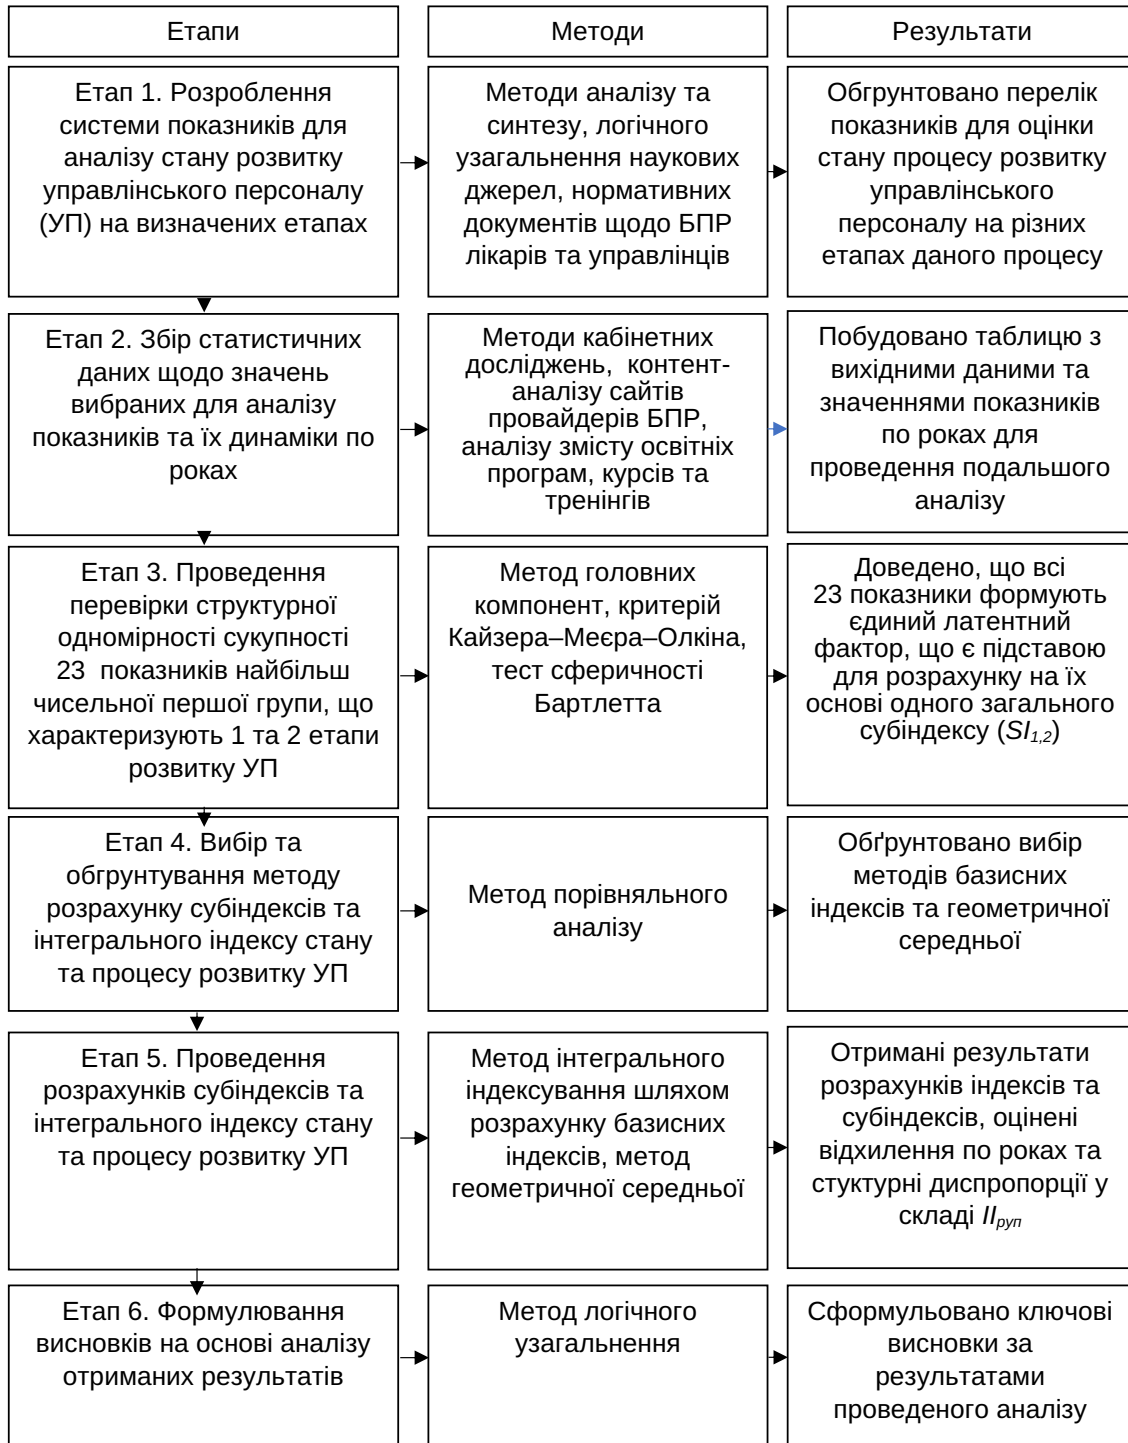 Етапи
Методи
Результати
Етап 1. Розроблення
системи показників для
аналізу стану розвитку
управлінського персоналу
(УП) на визначених етапах
Методи аналізу та
синтезу, логічного
узагальнення наукових
джерел, нормативних
документів щодо БПР
лікарів та управлінців
Обгрунтовано перелік
показників для оцінки
стану процесу розвитку
управлінського
персоналу на різних
етапах даного процесу
Етап 2. Збір статистичних
даних щодо значень
вибраних для аналізу
показників та їх динаміки по
роках
Методи кабінетних
досліджень, контент-
аналізу сайтів
провайдерів БПР,
аналізу змісту освітніх
програм, курсів та
тренінгів
Побудовано таблицю з
вихідними даними та
значеннями показників
по роках для
проведення подальшого
аналізу
Етап 3. Проведення
перевірки структурної
одномірності сукупності
23 показників найбільш
чисельної першої групи, що
характеризують 1 та 2 етапи
розвитку УП
Метод головних
компонент, критерій
Кайзера–Меєра–Олкіна,
тест сферичності
Бартлетта
Доведено, що всі
23 показники формують
єдиний латентний
фактор, що є підставою
для розрахунку на їх
основі одного загального
субіндексу (SI1,2)
Етап 4. Вибір та
обгрунтування методу
розрахунку субіндексів та
інтегрального індексу стану
та процесу розвитку УП
Метод порівняльного
аналізу
Обґрунтовано вибір
методів базисних
індексів та геометричної
середньої
Етап 5. Проведення
розрахунків субіндексів та
інтегрального індексу стану
та процесу розвитку УП
Метод інтегрального
індексування шляхом
розрахунку базисних
індексів, метод
геометричної середньої
Отримані результати
розрахунків індексів та
субіндексів, оцінені
відхилення по роках та
стуктурні диспропорції у
складі IIруп
Етап 6. Формулювання
висновків на основі аналізу
отриманих результатів
Метод логічного
узагальнення
Сформульовано ключові
висновки за
результатами
проведеного аналізу